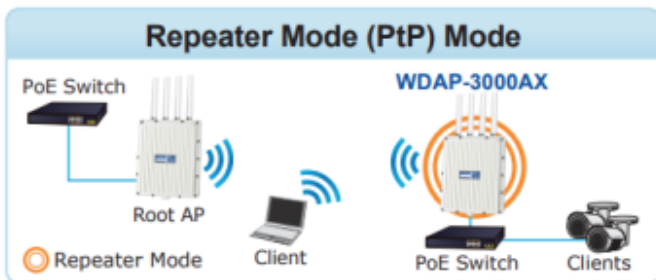 Repeater Mode (PtP) Mode
PoE Switch
WDAP-3000AX
Root AP
Client
PoE Switch
Clients
Repeater Mode